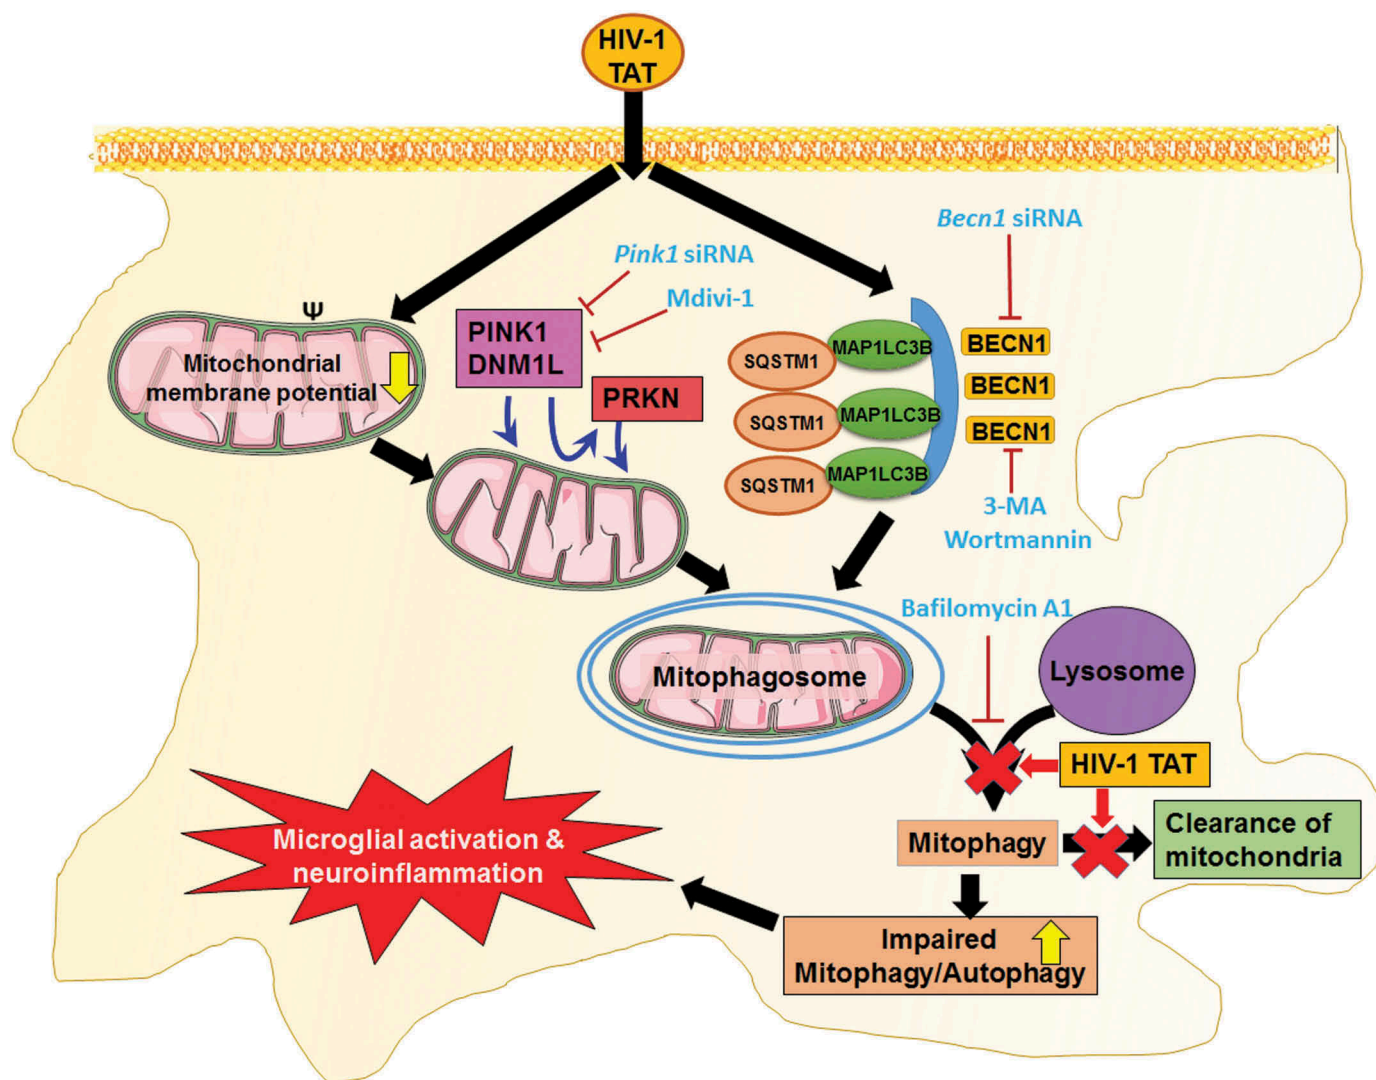 HIV-1
TAT
Becn1 siRNA
Pink1 siRNA
Mdivi-1
Ψ
Mitochondrial
membrane potential
PINK1
DNM1L
PRKN
SQSTM1
MAP1LC3B
SQSTM1
MAP1LC3B
SQSTM1
MAP1LC3B
BECN1
BECN1
BECN1
3-MA
Wortmannin
Bafilomycin A1
Mitophagosome
Lysosome
HIV-1 TAT
Mitophagy
Clearance of
mitochondria
Impaired
Mitophagy/Autophagy
Microglial activation &
neuroinflammation